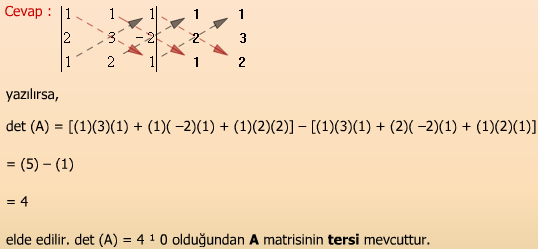 Cevap : |1 1 1| 1 1
|2 3 –2| 2 3
|1 2 1| 1 2
yazılırsa,
det (A) = [(1)(3)(1) + (1)( –2)(1) + (1)(2)(2)] – [(1)(3)(1) + (2)( –2)(1) + (1)(2)(1)]
= (5) – (1)
= 4
elde edilir. det (A) = 4 ¹ 0 olduğundan A matrisinin tersi mevcuttur.